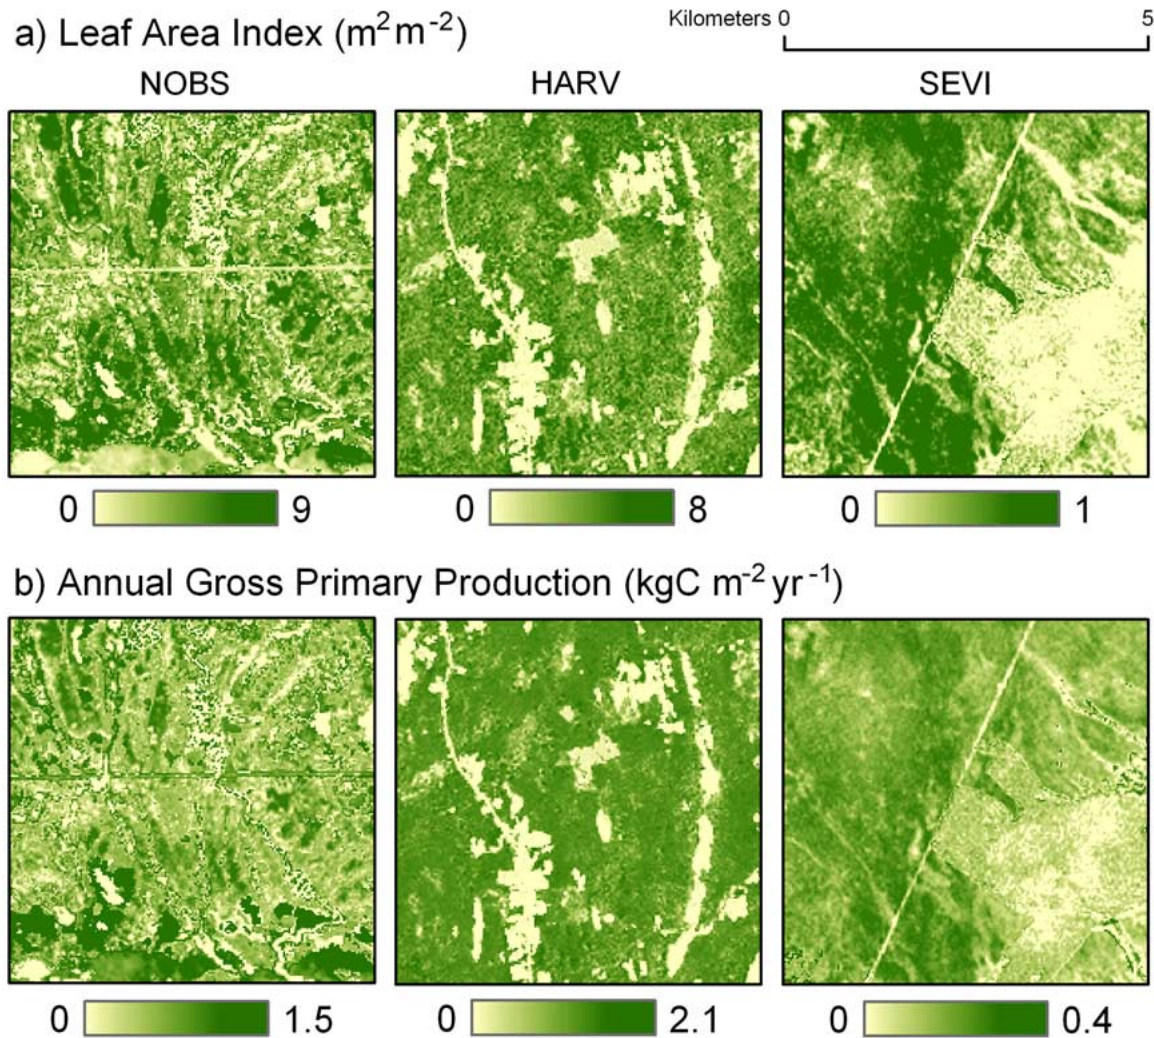 a) Leaf Area Index (m² m⁻²)
Kilometers 0 5
NOBS HARV SEVI
0 9 0 8 0 1
b) Annual Gross Primary Production (kgC m⁻² yr⁻¹)
0 1.5 0 2.1 0 0.4